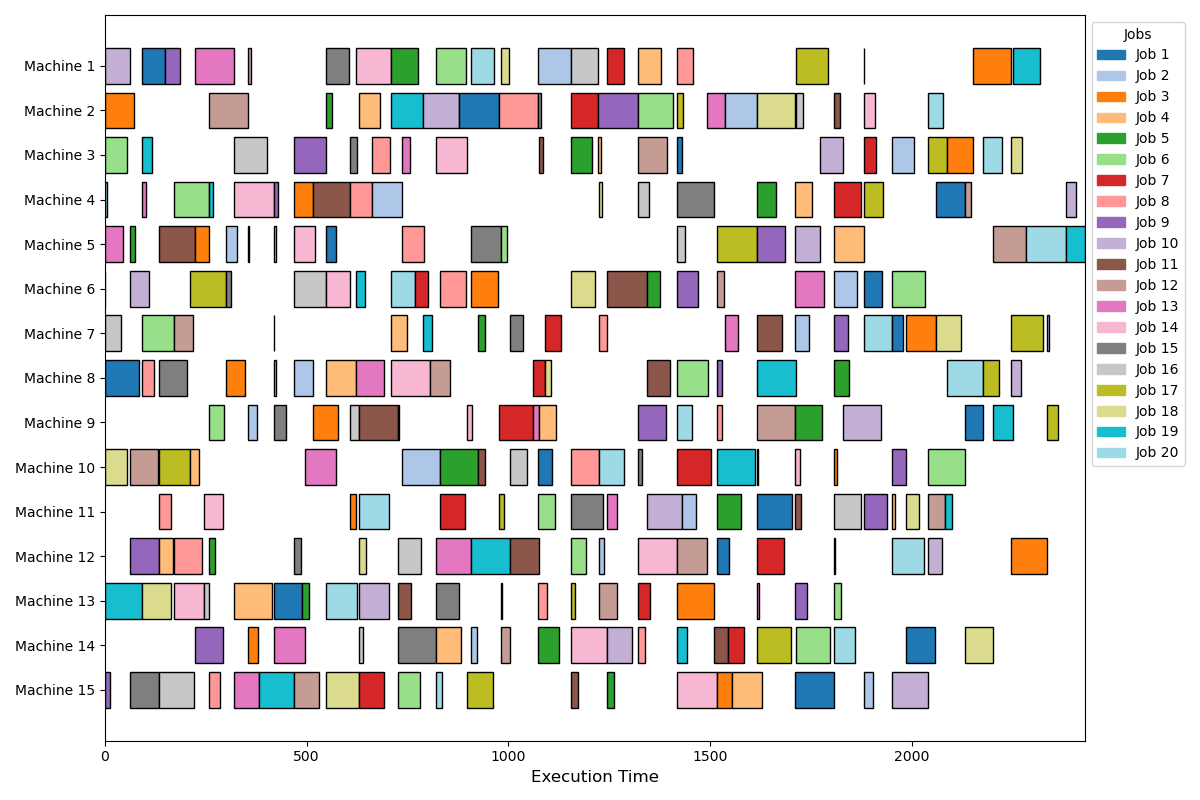 Machine 1
Machine 2
Machine 3
Machine 4
Machine 5
Machine 6
Machine 7
Machine 8
Machine 9
Machine 10
Machine 11
Machine 12
Machine 13
Machine 14
Machine 15
0 500 1000 1500 2000
Execution Time
Jobs
Job 1
Job 2
Job 3
Job 4
Job 5
Job 6
Job 7
Job 8
Job 9
Job 10
Job 11
Job 12
Job 13
Job 14
Job 15
Job 16
Job 17
Job 18
Job 19
Job 20